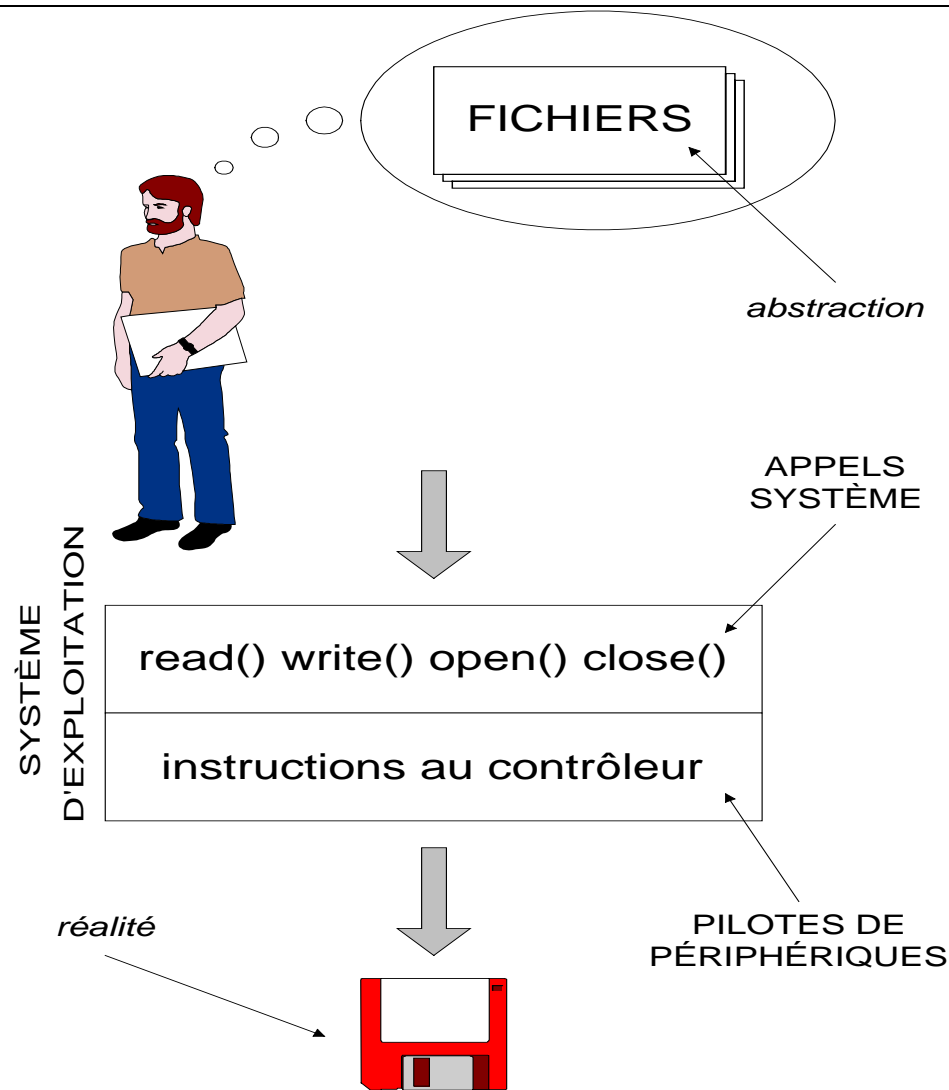 FICHIERS
abstraction
APPELS
SYSTÈME
SYSTÈME
D'EXPLOITATION
read() write() open() close()
instructions au contrôleur
réalité
PILOTES DE
PÉRIPHÉRIQUES